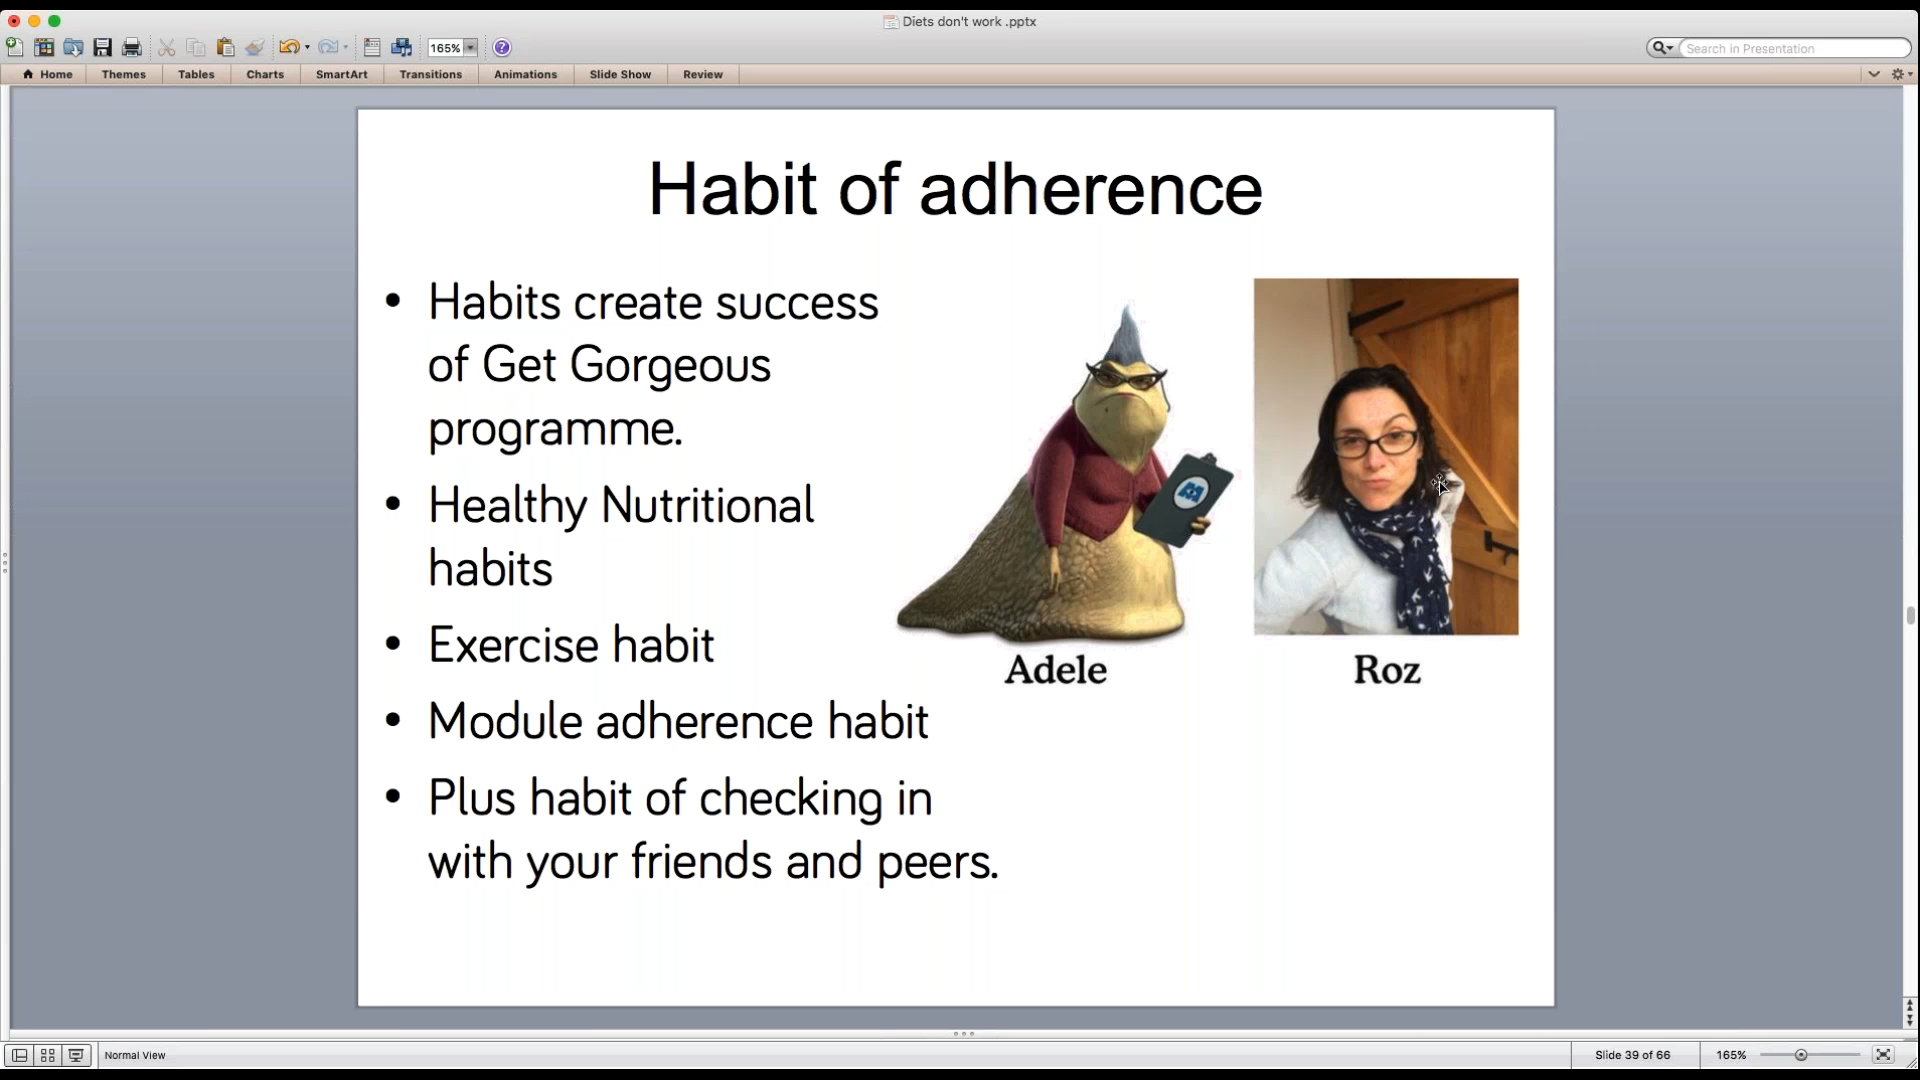 Diets don't work .pptx
165%
Search in Presentation
Home Themes Tables Charts SmartArt Transitions Animations Slide Show Review
Habit of adherence
• Habits create success
of Get Gorgeous
programme.
• Healthy Nutritional
habits
• Exercise habit
• Module adherence habit
• Plus habit of checking in
with your friends and peers.
Adele
Roz
Normal View
Slide 39 of 66
165%